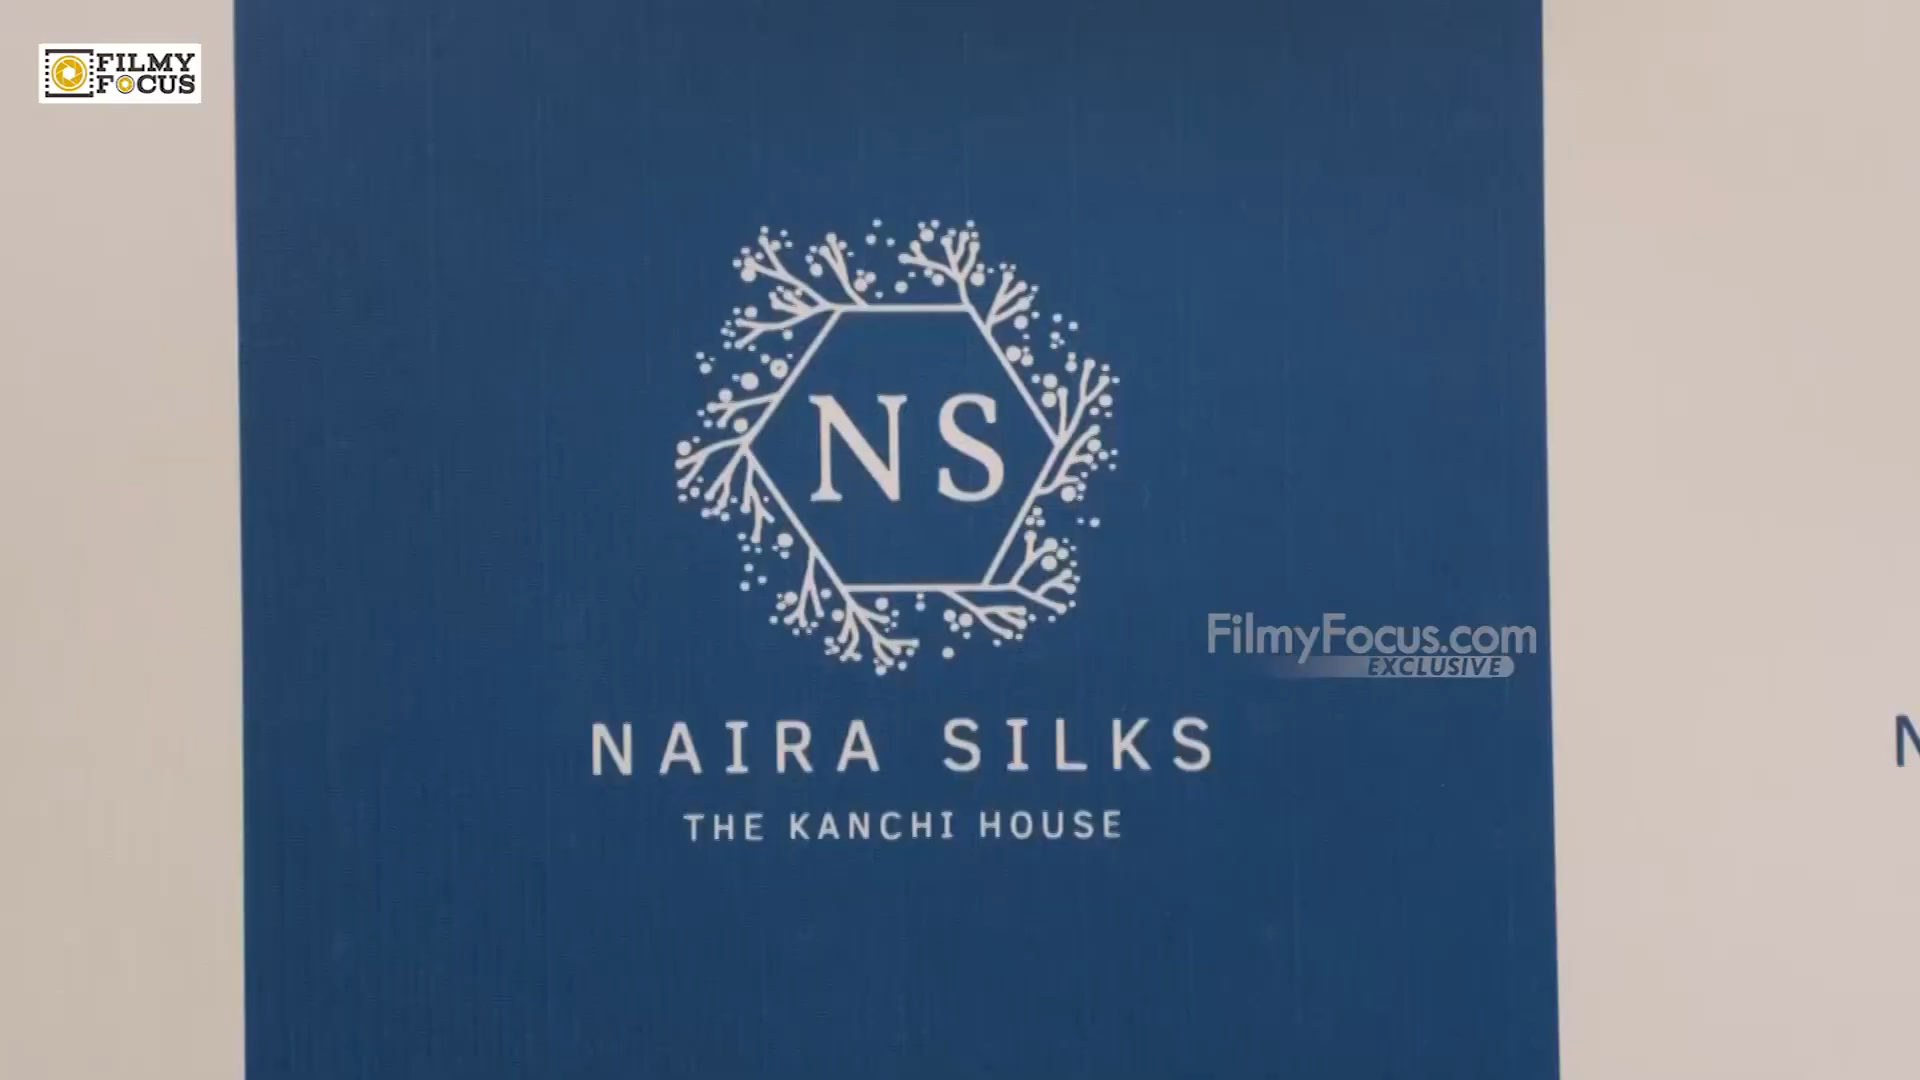 FILMY
FOCUS
NS
FilmyFocus.com
EXCLUSIVE
NAIRA SILKS
THE KANCHI HOUSE
N